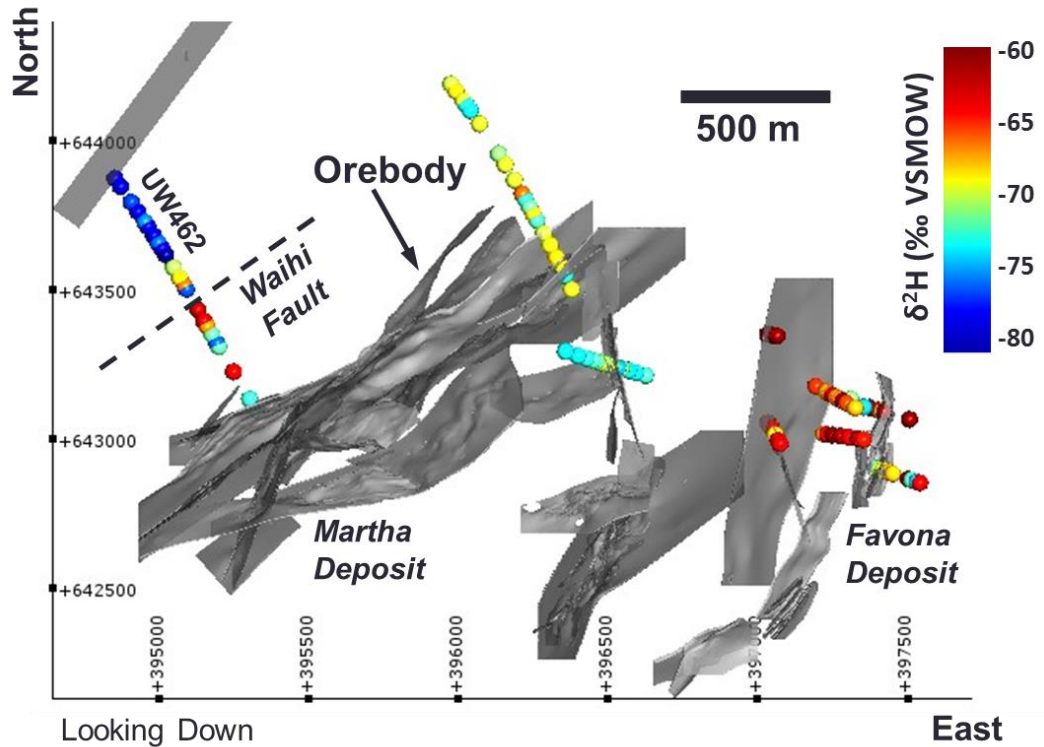 North
-60
-65
-70
-75
-80
δ²H (‰ VSMOW)
500 m
+644000
Orebody
UW462
Waihi
Fault
+643500
+643000
Martha
Deposit
Favona
Deposit
+642500
+395000
+395500
+396000
+396500
+397000
+397500
Looking Down
East